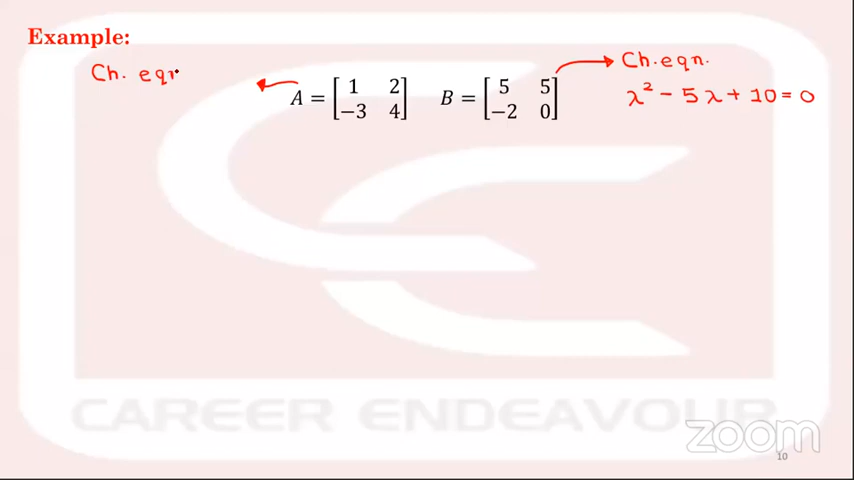 Example:
Ch. eqn
A = [1 2; −3 4] B = [5 5; −2 0]
Ch. eqn.
λ² − 5λ + 10 = 0
CAREER ENDEAVOUR
zoom
10